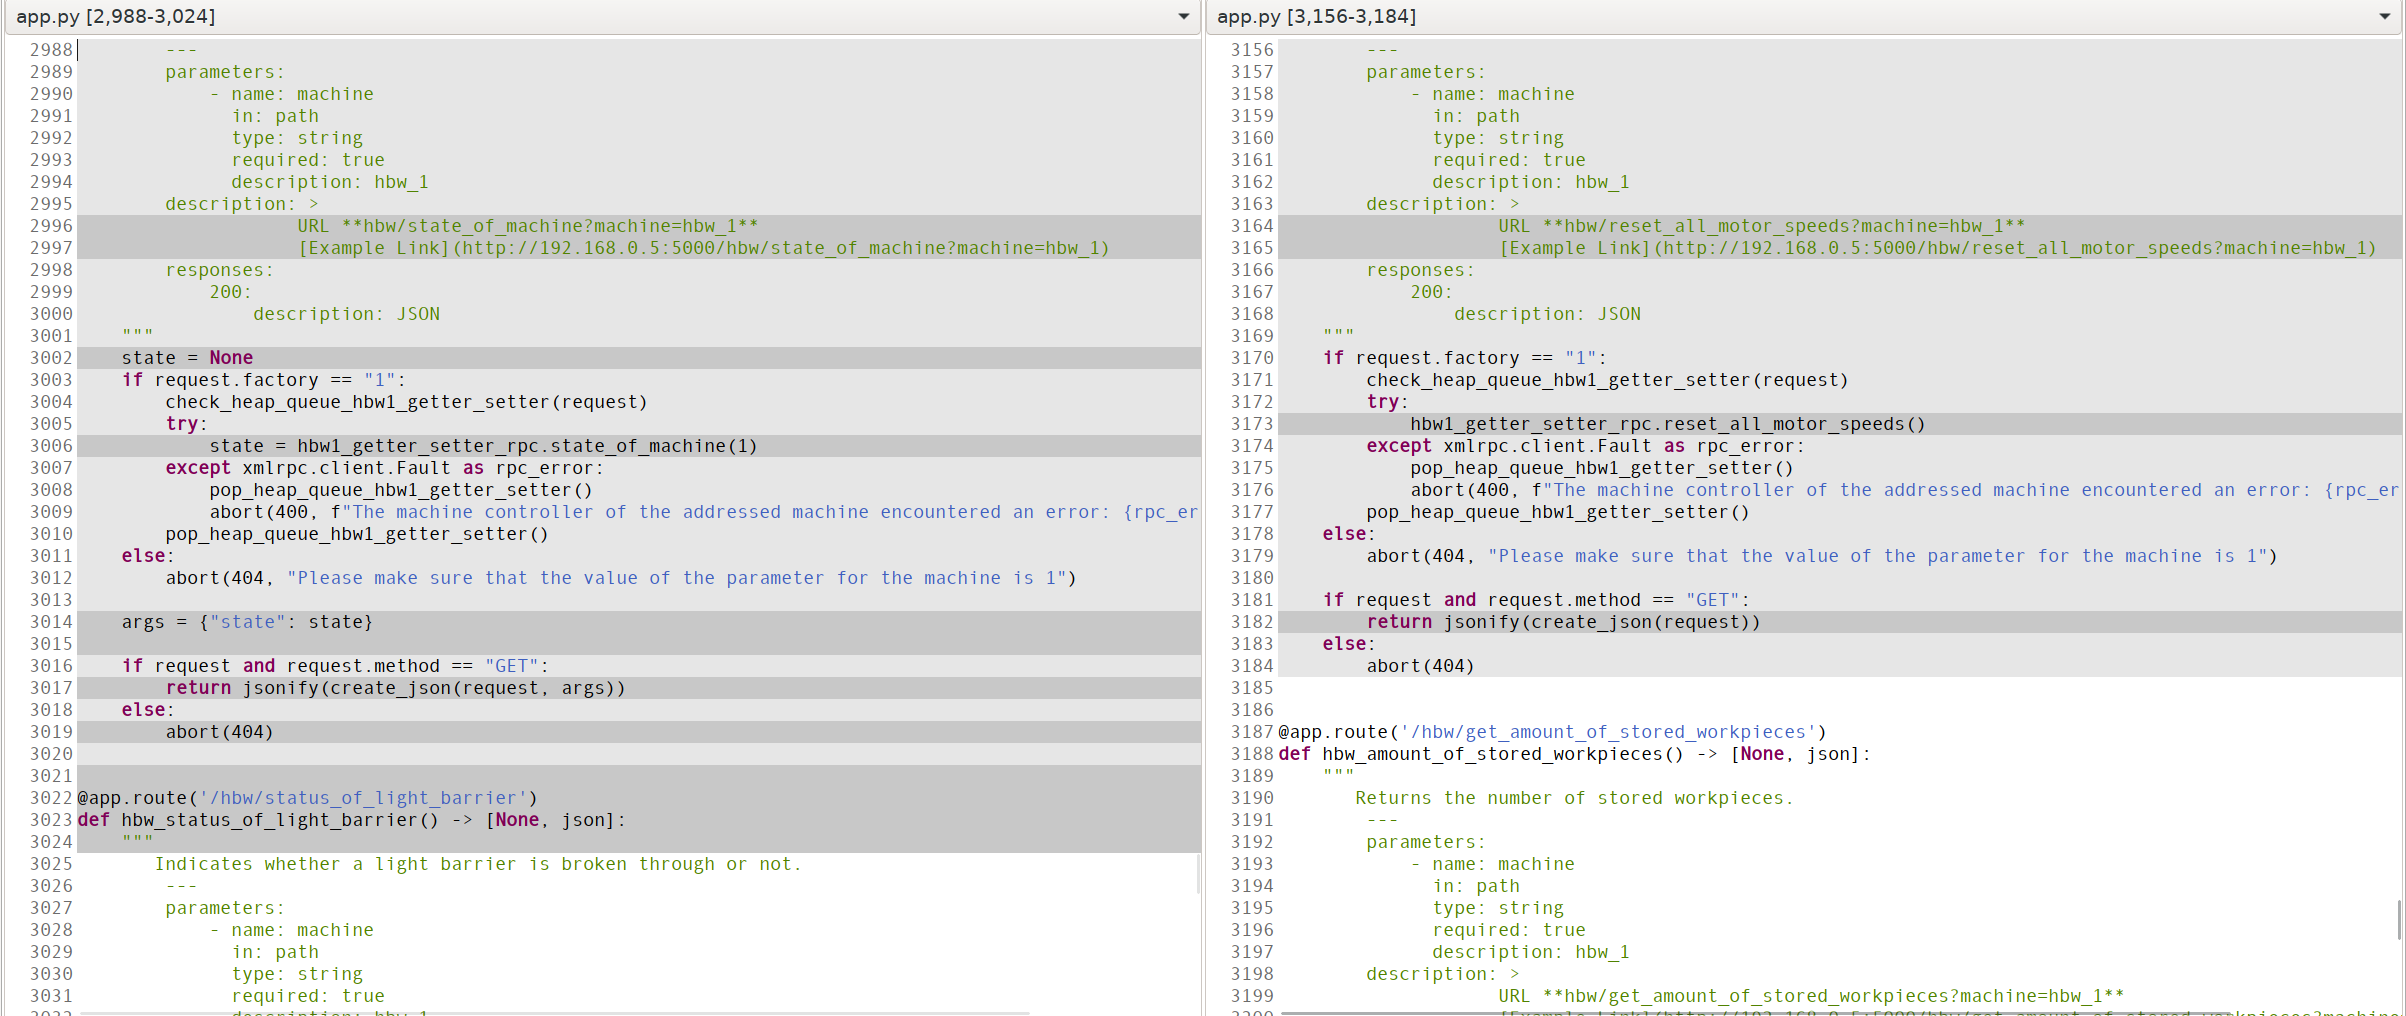 app.py [2,988-3,024]
2988        ---
2989        parameters:
2990            - name: machine
2991              in: path
2992              type: string
2993              required: true
2994              description: hbw_1
2995        description: >
2996                    URL **hbw/state_of_machine?machine=hbw_1**
2997                    [Example Link](http://192.168.0.5:5000/hbw/state_of_machine?machine=hbw_1)
2998        responses:
2999            200:
3000                description: JSON
3001    """
3002    state = None
3003    if request.factory == "1":
3004        check_heap_queue_hbw1_getter_setter(request)
3005        try:
3006            state = hbw1_getter_setter_rpc.state_of_machine(1)
3007        except xmlrpc.client.Fault as rpc_error:
3008            pop_heap_queue_hbw1_getter_setter()
3009            abort(400, f"The machine controller of the addressed machine encountered an error: {rpc_er
3010        pop_heap_queue_hbw1_getter_setter()
3011    else:
3012        abort(404, "Please make sure that the value of the parameter for the machine is 1")
3013
3014    args = {"state": state}
3015
3016    if request and request.method == "GET":
3017        return jsonify(create_json(request, args))
3018    else:
3019        abort(404)
3020
3021
3022 @app.route('/hbw/status_of_light_barrier')
3023 def hbw_status_of_light_barrier() -> [None, json]:
3024    """
3025       Indicates whether a light barrier is broken through or not.
3026        ---
3027        parameters:
3028            - name: machine
3029              in: path
3030              type: string
3031              required: true
app.py [3,156-3,184]
3156        ---
3157        parameters:
3158            - name: machine
3159              in: path
3160              type: string
3161              required: true
3162              description: hbw_1
3163        description: >
3164                    URL **hbw/reset_all_motor_speeds?machine=hbw_1**
3165                    [Example Link](http://192.168.0.5:5000/hbw/reset_all_motor_speeds?machine=hbw_1)
3166        responses:
3167            200:
3168                description: JSON
3169    """
3170    if request.factory == "1":
3171        check_heap_queue_hbw1_getter_setter(request)
3172        try:
3173            hbw1_getter_setter_rpc.reset_all_motor_speeds()
3174        except xmlrpc.client.Fault as rpc_error:
3175            pop_heap_queue_hbw1_getter_setter()
3176            abort(400, f"The machine controller of the addressed machine encountered an error: {rpc_er
3177        pop_heap_queue_hbw1_getter_setter()
3178    else:
3179        abort(404, "Please make sure that the value of the parameter for the machine is 1")
3180
3181    if request and request.method == "GET":
3182        return jsonify(create_json(request))
3183    else:
3184        abort(404)
3185
3186
3187 @app.route('/hbw/get_amount_of_stored_workpieces')
3188 def hbw_amount_of_stored_workpieces() -> [None, json]:
3189    """
3190       Returns the number of stored workpieces.
3191        ---
3192        parameters:
3193            - name: machine
3194              in: path
3195              type: string
3196              required: true
3197              description: hbw_1
3198        description: >
3199                    URL **hbw/get_amount_of_stored_workpieces?machine=hbw_1**